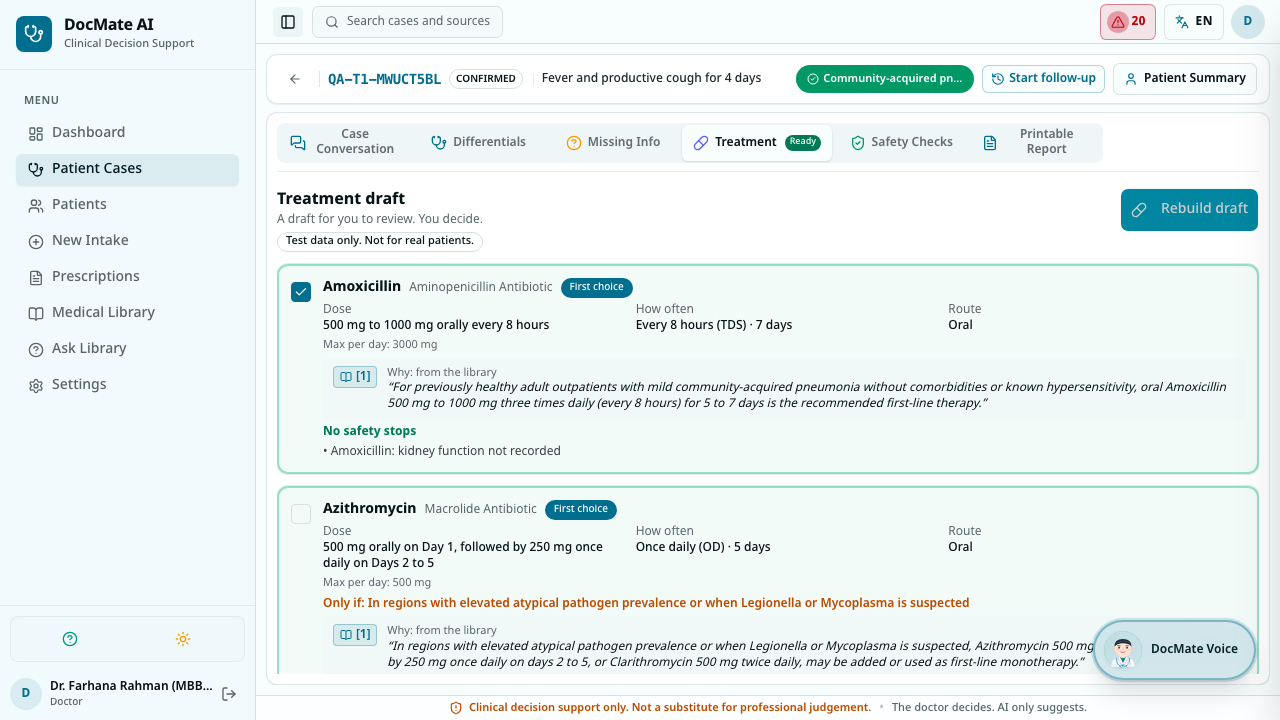 DocMate AI
Clinical Decision Support
MENU
Dashboard
Patient Cases
Patients
New Intake
Prescriptions
Medical Library
Ask Library
Settings
D
Dr. Farhana Rahman (MBB...
Doctor
Search cases and sources
20
EN
D
QA-T1-MWUCT5BL
CONFIRMED
Fever and productive cough for 4 days
Community-acquired pn...
Start follow-up
Patient Summary
Case Conversation
Differentials
Missing Info
Treatment
Ready
Safety Checks
Printable Report
Treatment draft
A draft for you to review. You decide.
Test data only. Not for real patients.
Rebuild draft
Amoxicillin Aminopenicillin Antibiotic First choice
Dose How often Route
500 mg to 1000 mg orally every 8 hours Every 8 hours (TDS) · 7 days Oral
Max per day: 3000 mg
[1] Why: from the library
“For previously healthy adult outpatients with mild community-acquired pneumonia without comorbidities or known hypersensitivity, oral Amoxicillin
500 mg to 1000 mg three times daily (every 8 hours) for 5 to 7 days is the recommended first-line therapy.”
No safety stops
• Amoxicillin: kidney function not recorded
Azithromycin Macrolide Antibiotic First choice
Dose How often Route
500 mg orally on Day 1, followed by 250 mg once Once daily (OD) · 5 days Oral
daily on Days 2 to 5
Max per day: 500 mg
Only if: In regions with elevated atypical pathogen prevalence or when Legionella or Mycoplasma is suspected
[1] Why: from the library
“In regions with elevated atypical pathogen prevalence or when Legionella or Mycoplasma is suspected, Azithromycin 500 mg
by 250 mg once daily on days 2 to 5, or Clarithromycin 500 mg twice daily, may be added or used as first-line monotherapy.”
DocMate Voice
Clinical decision support only. Not a substitute for professional judgement. • The doctor decides. AI only suggests.